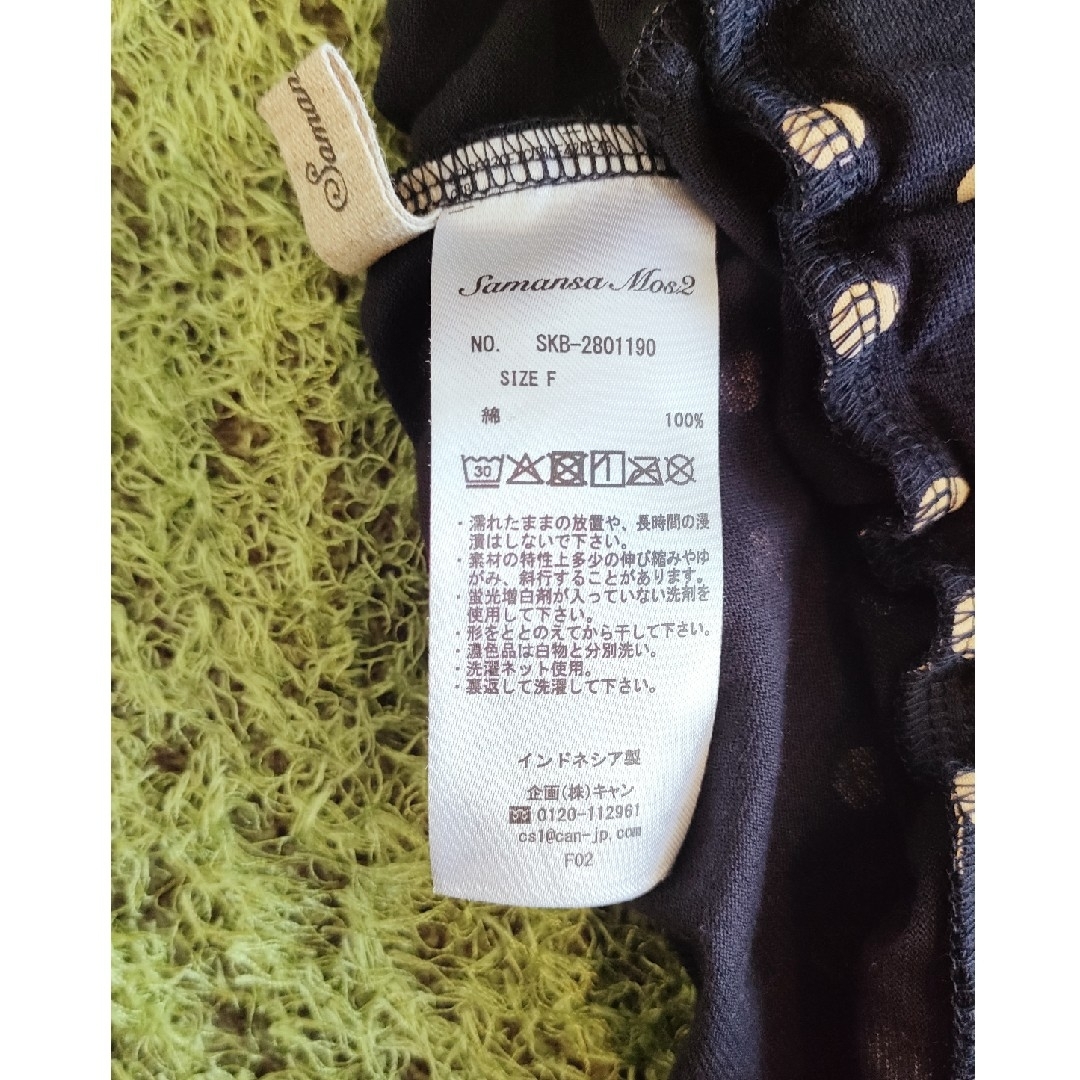 Saman
Samansa Mos2
NO. SKB-2801190
SIZE F
綿 100%
30
・濡れたままの放置や、長時間の浸
漬はしないで下さい。
・素材の特性上多少の伸び縮みやゆ
がみ、斜行することがあります。
・蛍光増白剤が入っていない洗剤を
使用して下さい。
・形をととのえてから干して下さい。
・濃色品は白物と分別洗い。
・洗濯ネット使用。
・裏返して洗濯して下さい。
インドネシア製
企画(株)キャン
0120-112961
cs1@can-jp.com
F02